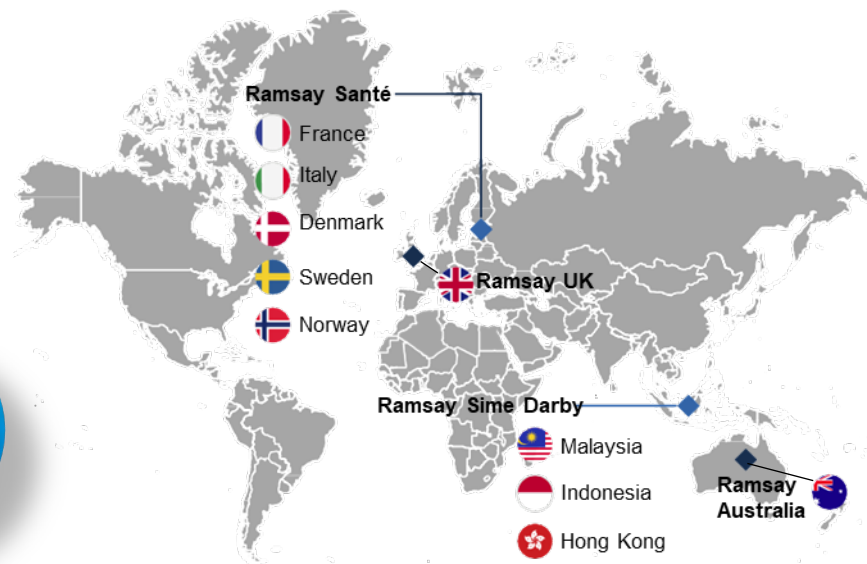 Ramsay Santé
France
Italy
Denmark
Sweden
Norway
Ramsay UK
Ramsay Sime Darby
Malaysia
Indonesia
Hong Kong
Ramsay
Australia